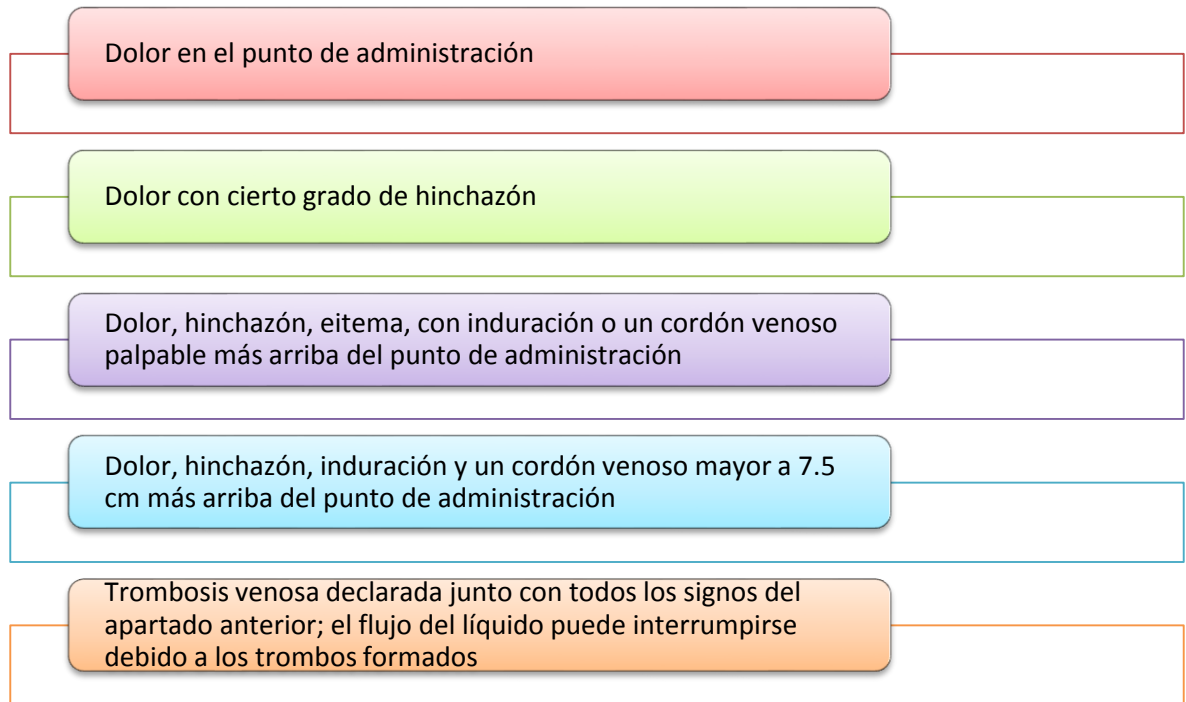 Dolor en el punto de administración
Dolor con cierto grado de hinchazón
Dolor, hinchazón, eitema, con induración o un cordón venoso
palpable más arriba del punto de administración
Dolor, hinchazón, induración y un cordón venoso mayor a 7.5
cm más arriba del punto de administración
Trombosis venosa declarada junto con todos los signos del
apartado anterior; el flujo del líquido puede interrumpirse
debido a los trombos formados